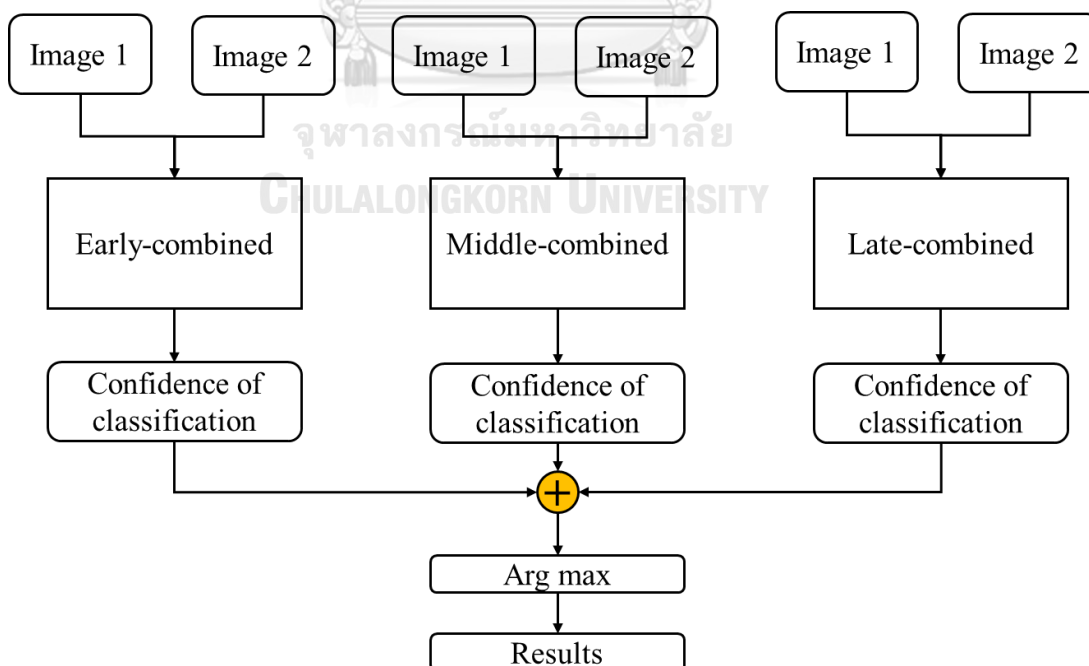 Image 1
Image 2
Image 1
Image 2
Image 1
Image 2
จุฬาลงกรณ์มหาวิทยาลัย
CHULALONGKORN UNIVERSITY
Early-combined
Middle-combined
Late-combined
Confidence of
classification
Confidence of
classification
Confidence of
classification
+
Arg max
Results